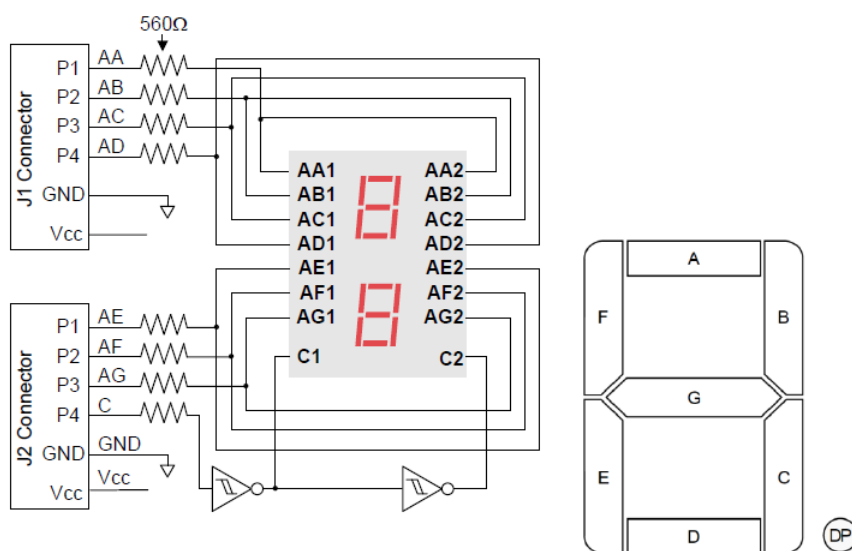 560Ω
J1 Connector
P1 AA
P2 AB
P3 AC
P4 AD
GND
Vcc
AA1 AA2
AB1 AB2
AC1 AC2
AD1 AD2
AE1 AE2
AF1 AF2
AG1 AG2
C1 C2
J2 Connector
P1 AE
P2 AF
P3 AG
P4 C
GND GND
Vcc Vcc
A
F B
G
E C
D
DP